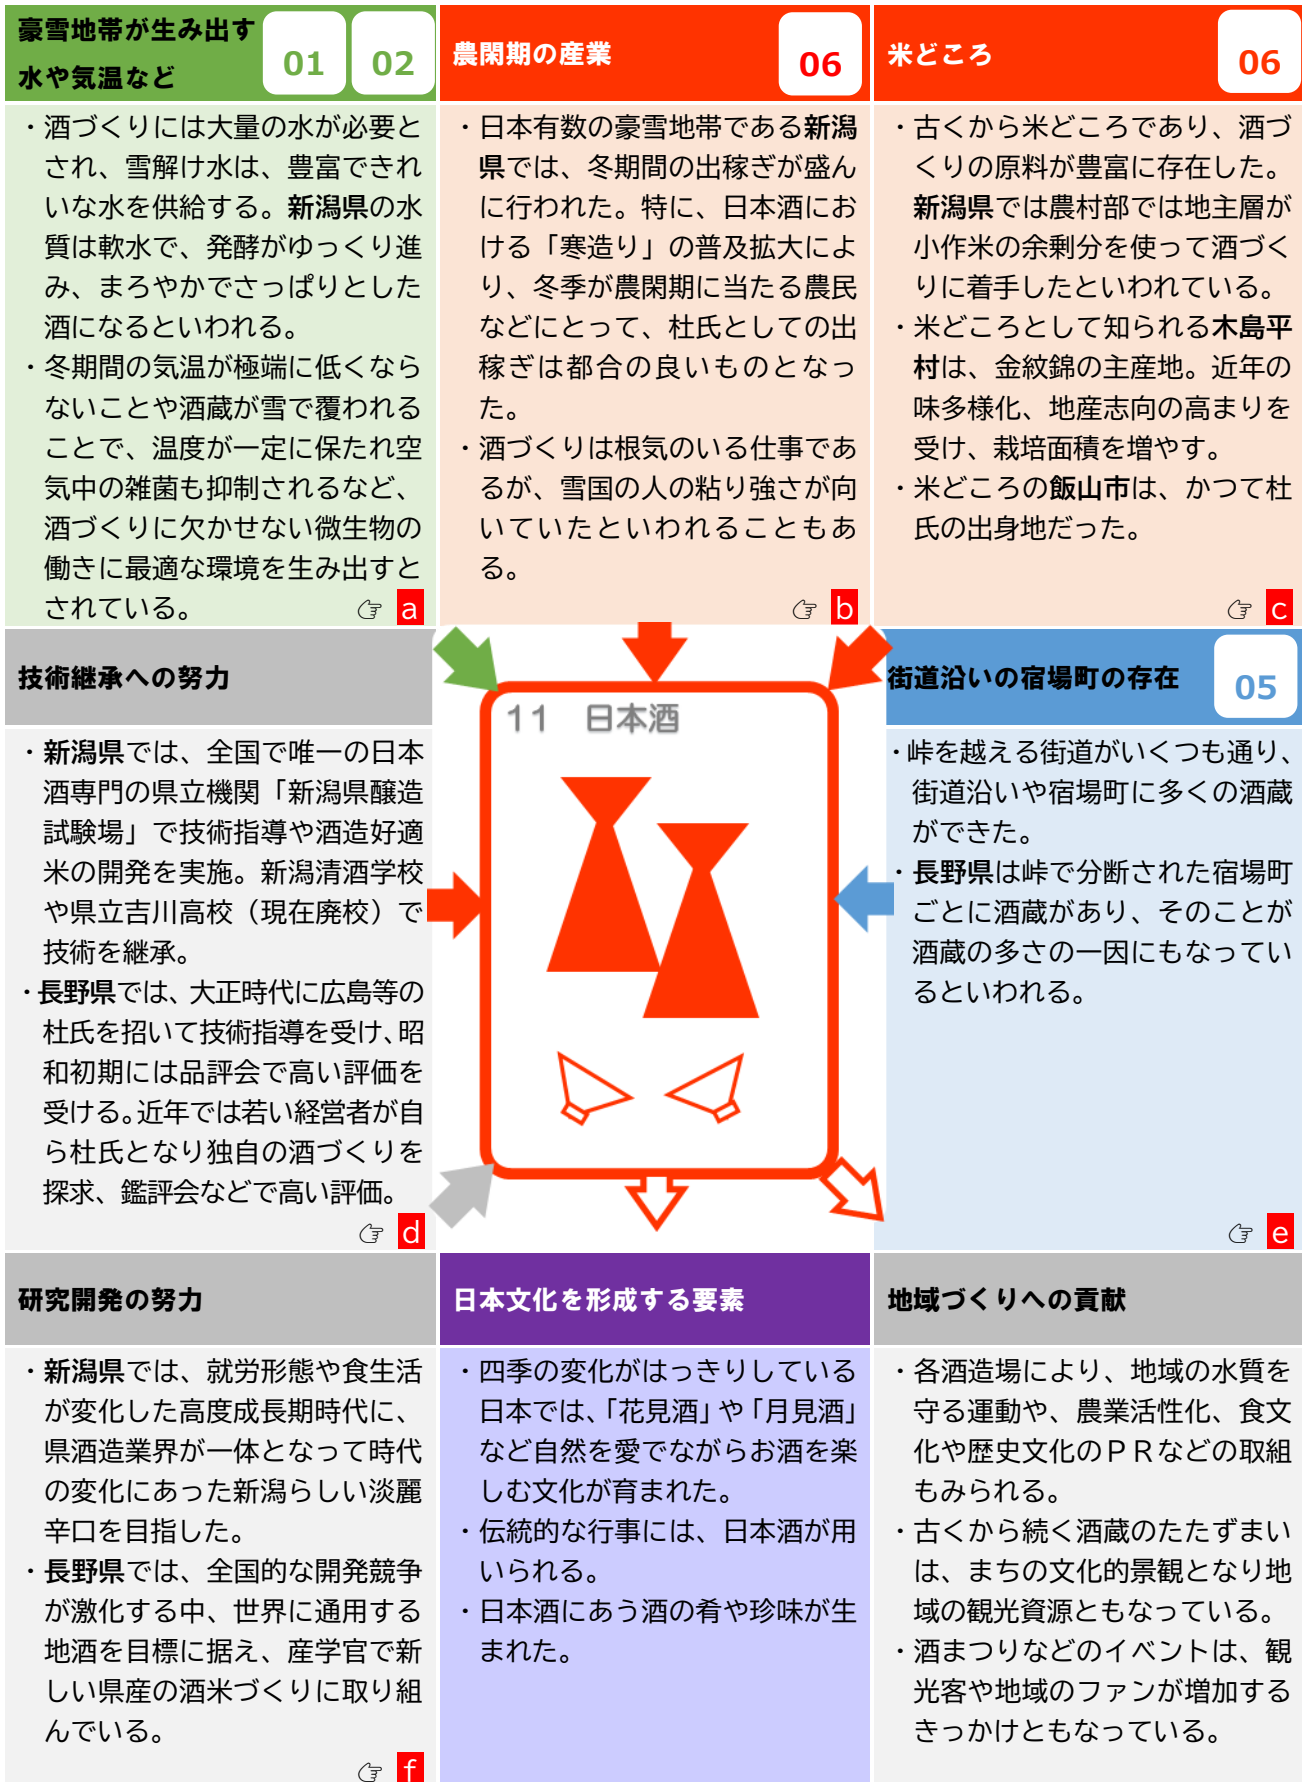 豪雪地帯が生み出す
水や気温など
01
02
・酒づくりには大量の水が必要と
され、雪解け水は、豊富できれ
いな水を供給する。新潟県の水
質は軟水で、発酵がゆっくり進
み、まろやかでさっぱりとした
酒になるといわれる。
・冬期間の気温が極端に低くなら
ないことや酒蔵が雪で覆われる
ことで、温度が一定に保たれ空
気中の雑菌も抑制されるなど、
酒づくりに欠かせない微生物の
働きに最適な環境を生み出すと
されている。
☞ a
農閑期の産業
06
・日本有数の豪雪地帯である新潟
県では、冬期間の出稼ぎが盛ん
に行われた。特に、日本酒にお
ける「寒造り」の普及拡大によ
り、冬季が農閑期に当たる農民
などにとって、杜氏としての出
稼ぎは都合の良いものとなっ
た。
・酒づくりは根気のいる仕事であ
るが、雪国の人の粘り強さが向
いていたといわれることもあ
る。
☞ b
米どころ
06
・古くから米どころであり、酒づ
くりの原料が豊富に存在した。
新潟県では農村部では地主層が
小作米の余剰分を使って酒づく
りに着手したといわれている。
・米どころとして知られる木島平
村は、金紋錦の主産地。近年の
味多様化、地産志向の高まりを
受け、栽培面積を増やす。
・米どころの飯山市は、かつて杜
氏の出身地だった。
☞ c
技術継承への努力
・新潟県では、全国で唯一の日本
酒専門の県立機関「新潟県醸造
試験場」で技術指導や酒造好適
米の開発を実施。新潟清酒学校
や県立吉川高校（現在廃校）で
技術を継承。
・長野県では、大正時代に広島等の
杜氏を招いて技術指導を受け、昭
和初期には品評会で高い評価を
受ける。近年では若い経営者が自
ら杜氏となり独自の酒づくりを
探求、鑑評会などで高い評価。
☞ d
11 日本酒
街道沿いの宿場町の存在
05
・峠を越える街道がいくつも通り、
街道沿いや宿場町に多くの酒蔵
ができた。
・長野県は峠で分断された宿場町
ごとに酒蔵があり、そのことが
酒蔵の多さの一因にもなってい
るといわれる。
☞ e
研究開発の努力
・新潟県では、就労形態や食生活
が変化した高度成長期時代に、
県酒造業界が一体となって時代
の変化にあった新潟らしい淡麗
辛口を目指した。
・長野県では、全国的な開発競争
が激化する中、世界に通用する
地酒を目標に据え、産学官で新
しい県産の酒米づくりに取り組
んでいる。
☞ f
日本文化を形成する要素
・四季の変化がはっきりしている
日本では、「花見酒」や「月見酒」
など自然を愛でながらお酒を楽
しむ文化が育まれた。
・伝統的な行事には、日本酒が用
いられる。
・日本酒にあう酒の肴や珍味が生
まれた。
地域づくりへの貢献
・各酒造場により、地域の水質を
守る運動や、農業活性化、食文
化や歴史文化のＰＲなどの取組
もみられる。
・古くから続く酒蔵のたたずまい
は、まちの文化的景観となり地
域の観光資源ともなっている。
・酒まつりなどのイベントは、観
光客や地域のファンが増加する
きっかけともなっている。